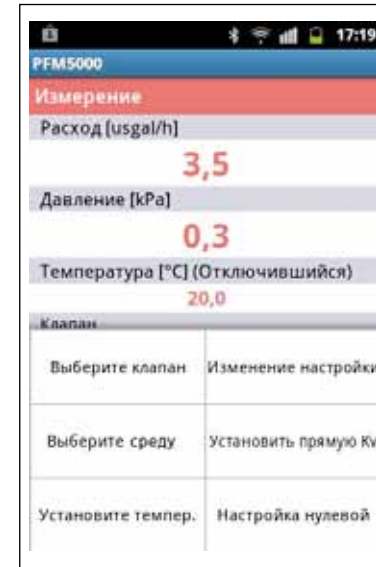 17:19
PFM5000
Измерение
Расход [usgal/h]
3,5
Давление [kPa]
0,3
Температура [°C] (Отключившийся)
20,0
Клапан
Выберите клапан
Изменение настройки
Выберите среду
Установить прямую Kv
Установите темпер.
Настройка нулевой